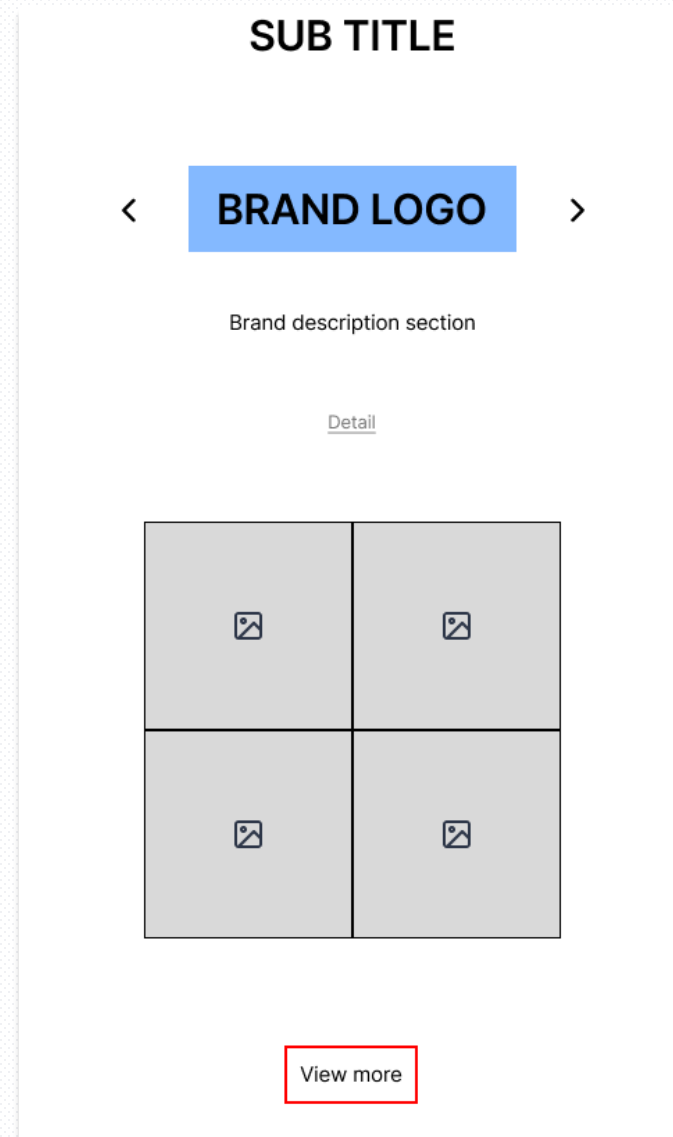 SUB TITLE
BRAND LOGO
Brand description section
Detail
View more